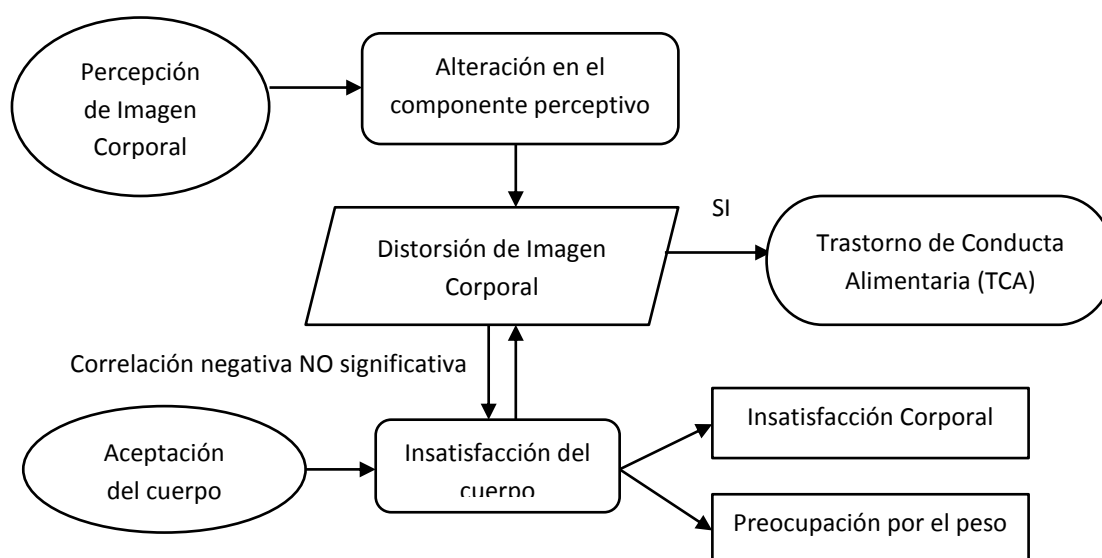 Percepción
de Imagen
Corporal
Alteración en el
componente perceptivo
Distorsión de Imagen
Corporal
SI
Trastorno de Conducta
Alimentaria (TCA)
Correlación negativa NO significativa
Aceptación
del cuerpo
Insatisfacción del
cuerpo
Insatisfacción Corporal
Preocupación por el peso